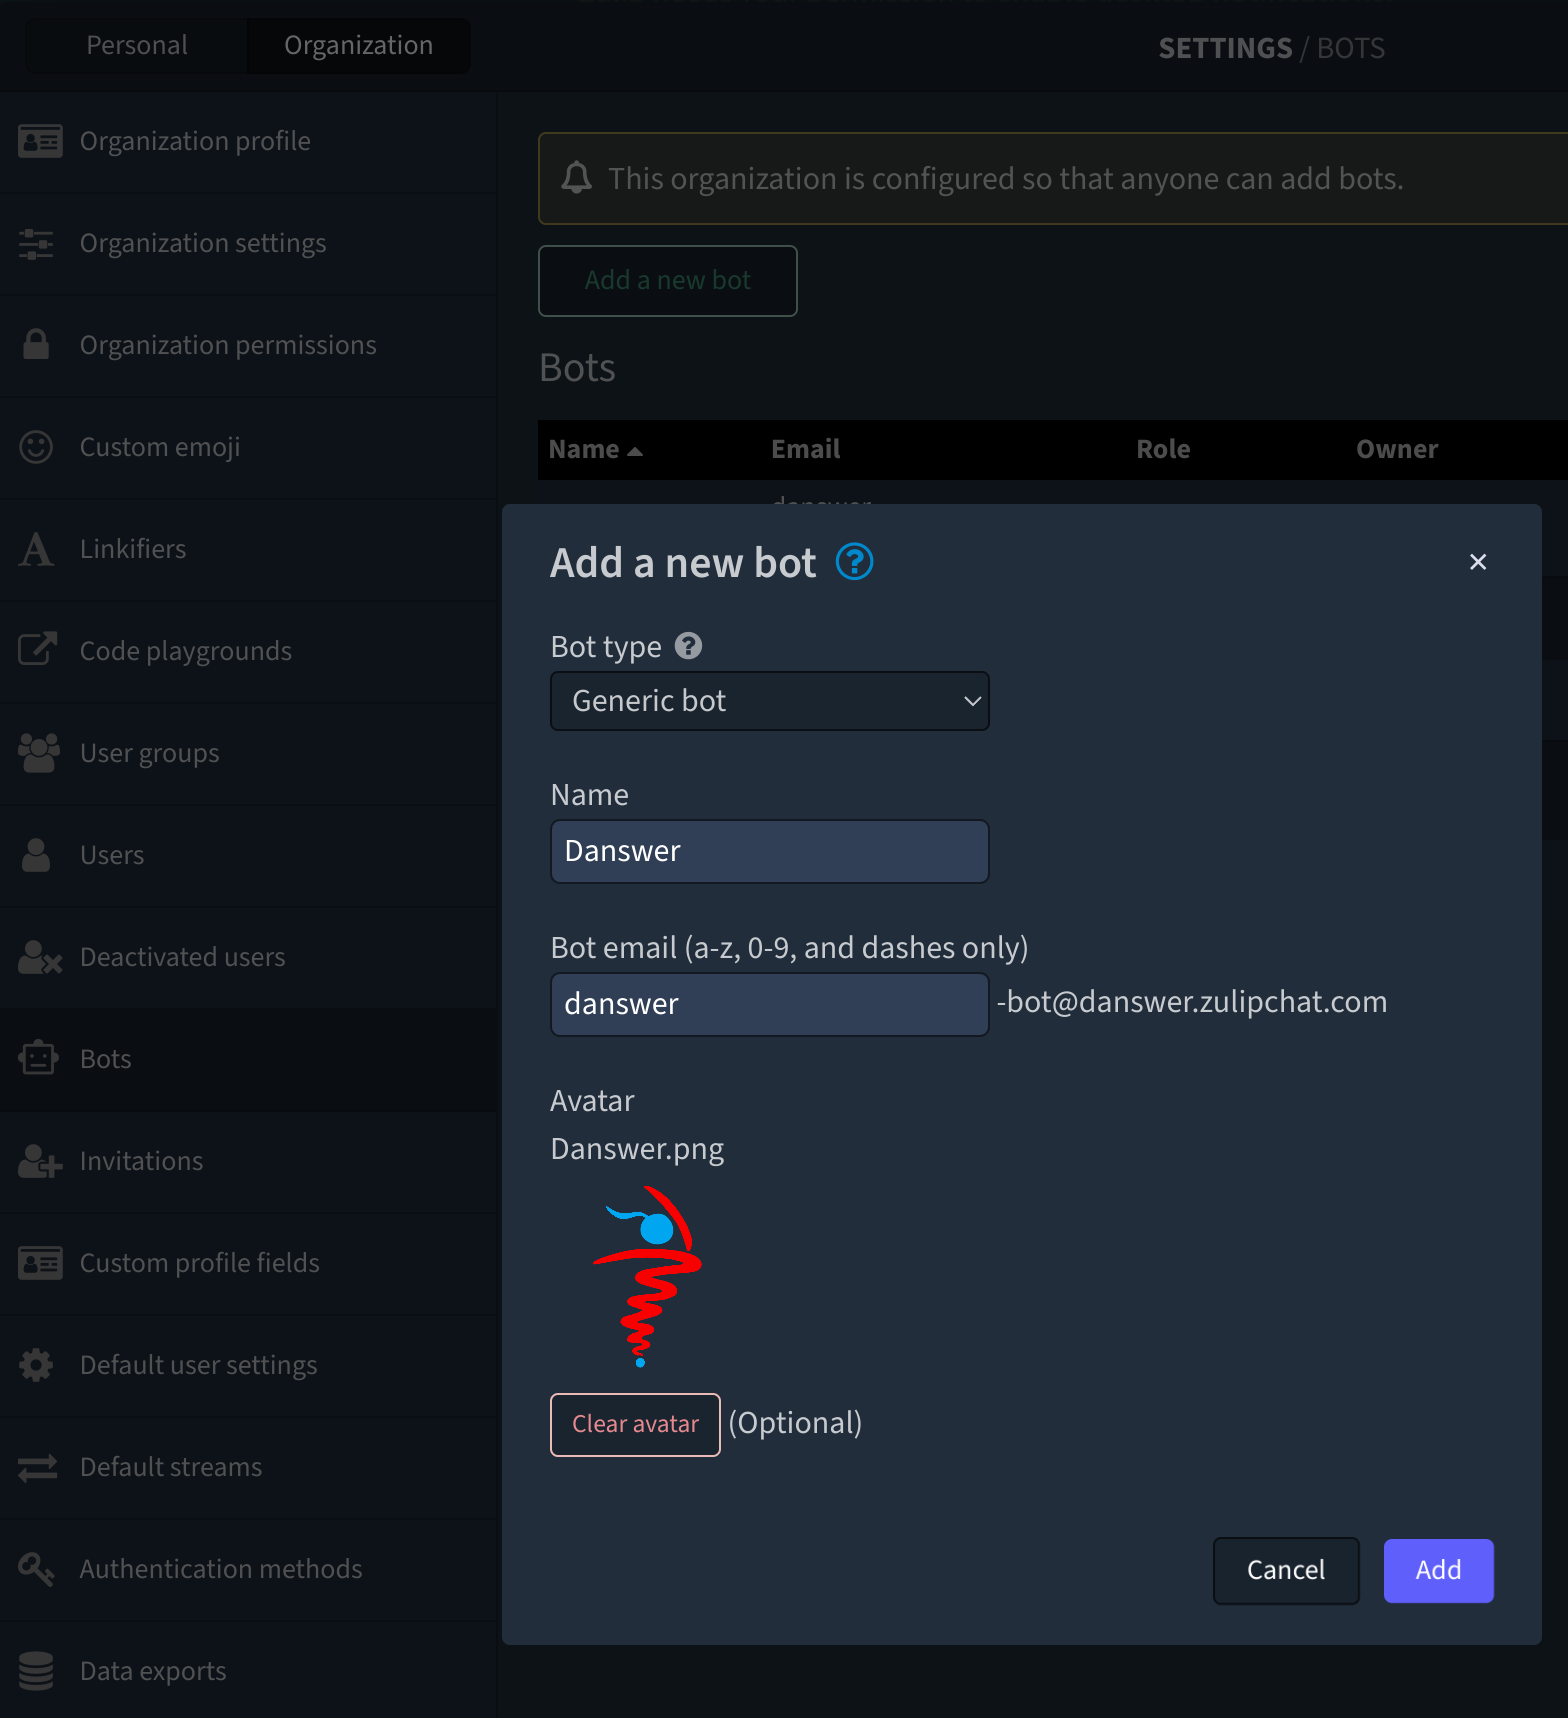 Personal
Organization
SETTINGS / BOTS
Organization profile
Organization settings
Organization permissions
Custom emoji
Linkifiers
Code playgrounds
User groups
Users
Deactivated users
Bots
Invitations
Custom profile fields
Default user settings
Default streams
Authentication methods
Data exports
This organization is configured so that anyone can add bots.
Add a new bot
Bots
Name Email Role Owner
danswer
Add a new bot
Bot type
Generic bot
Name
Danswer
Bot email (a-z, 0-9, and dashes only)
danswer -bot@danswer.zulipchat.com
Avatar
Danswer.png
Clear avatar (Optional)
Cancel
Add